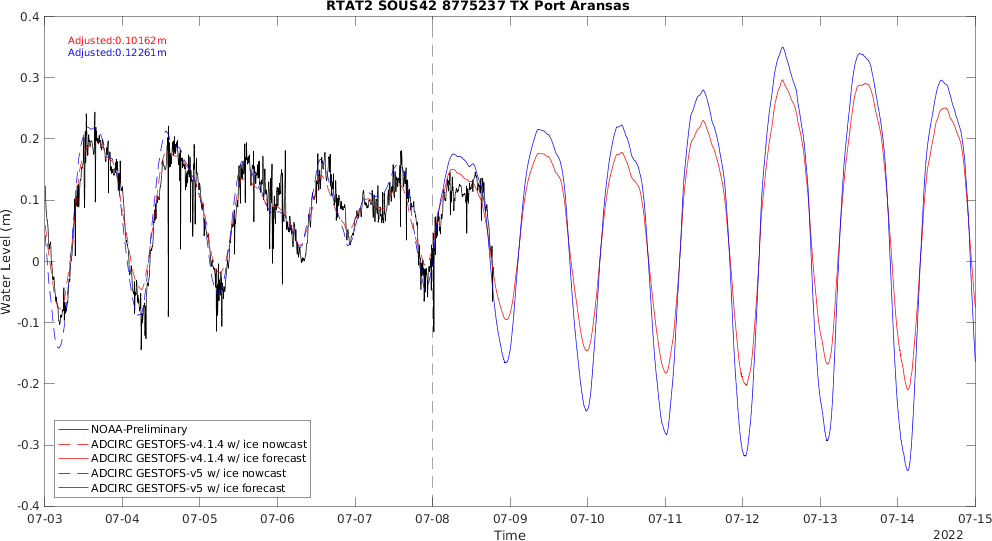 RTAT2 SOUS42 8775237 TX Port Aransas
Adjusted:0.10162m
Adjusted:0.12261m
0.4
0.3
0.2
0.1
0
-0.1
-0.2
-0.3
-0.4
Water Level (m)
NOAA-Preliminary
ADCIRC GESTOFS-v4.1.4 w/ ice nowcast
ADCIRC GESTOFS-v4.1.4 w/ ice forecast
ADCIRC GESTOFS-v5 w/ ice nowcast
ADCIRC GESTOFS-v5 w/ ice forecast
07-03 07-04 07-05 07-06 07-07 07-08 07-09 07-10 07-11 07-12 07-13 07-14 07-15
Time
2022